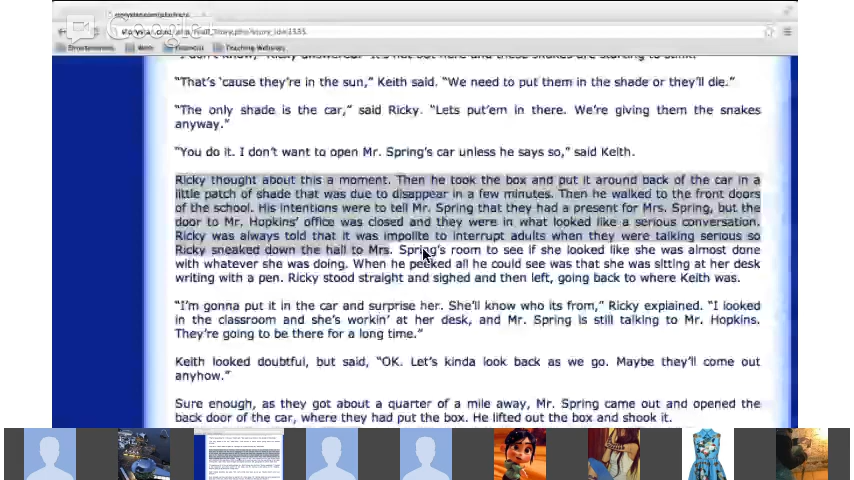 Google
Entertainment
Work
Financial
Teaching Websites
"That's 'cause they're in the sun," Keith said. "We need to put them in the shade or they'll die."
"The only shade is the car," said Ricky. "Lets put'em in there. We're giving them the snakes
anyway."
"You do it. I don't want to open Mr. Spring's car unless he says so," said Keith.
Ricky thought about this a moment. Then he took the box and put it around back of the car in a
little patch of shade that was due to disappear in a few minutes. Then he walked to the front doors
of the school. His intentions were to tell Mr. Spring that they had a present for Mrs. Spring, but the
door to Mr. Hopkins' office was closed and they were in what looked like a serious conversation.
Ricky was always told that it was impolite to interrupt adults when they were talking serious so
Ricky sneaked down the hall to Mrs. Spring's room to see if she looked like she was almost done
with whatever she was doing. When he peeked all he could see was that she was sitting at her desk
writing with a pen. Ricky stood straight and sighed and then left, going back to where Keith was.
"I'm gonna put it in the car and surprise her. She'll know who its from," Ricky explained. "I looked
in the classroom and she's workin' at her desk, and Mr. Spring is still talking to Mr. Hopkins.
They're going to be there for a long time."
Keith looked doubtful, but said, "OK. Let's kinda look back as we go. Maybe they'll come out
anyhow."
Sure enough, as they got about a quarter of a mile away, Mr. Spring came out and opened the
back door of the car, where they had put the box. He lifted out the box and shook it.